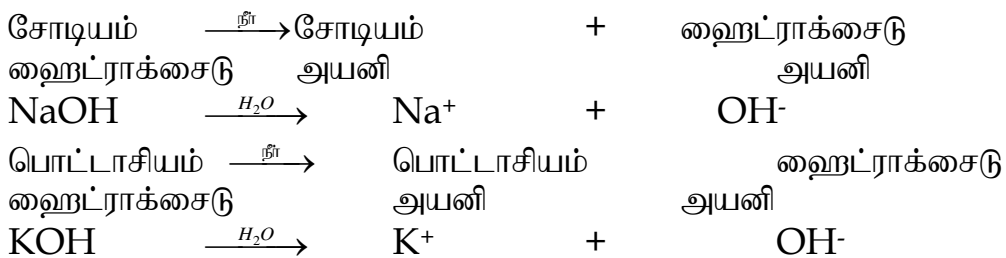 சோடியம் நீர்→ சோடியம் + ஹைட்ராக்சைடு
ஹைட்ராக்சைடு அயனி அயனி
NaOH H₂O→ Na⁺ + OH⁻
பொட்டாசியம் நீர்→ பொட்டாசியம் ஹைட்ராக்சைடு
ஹைட்ராக்சைடு அயனி அயனி
KOH H₂O→ K⁺ + OH⁻